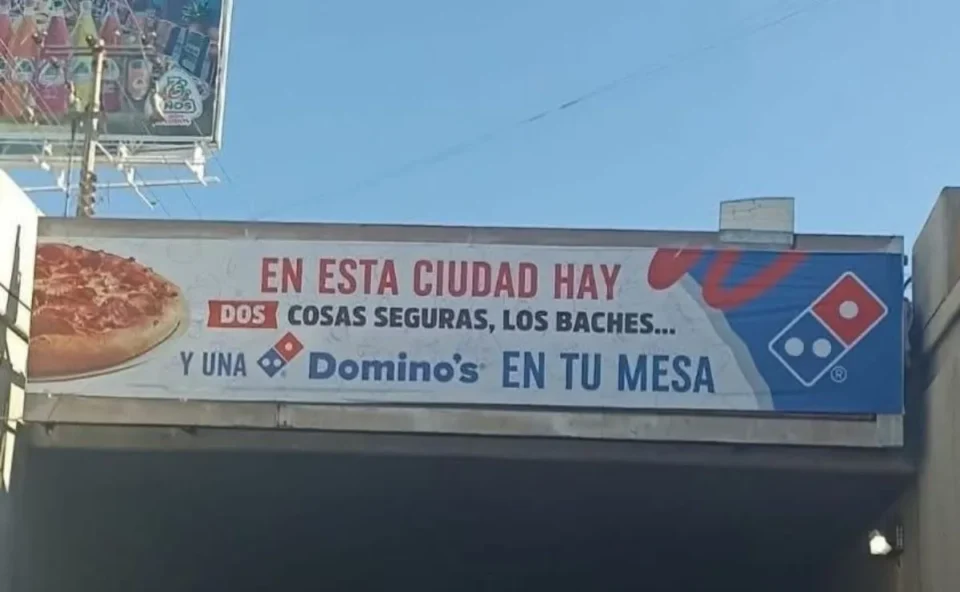 EN ESTA CIUDAD HAY
DOS COSAS SEGURAS, LOS BACHES...
Y UNA Domino's EN TU MESA
®